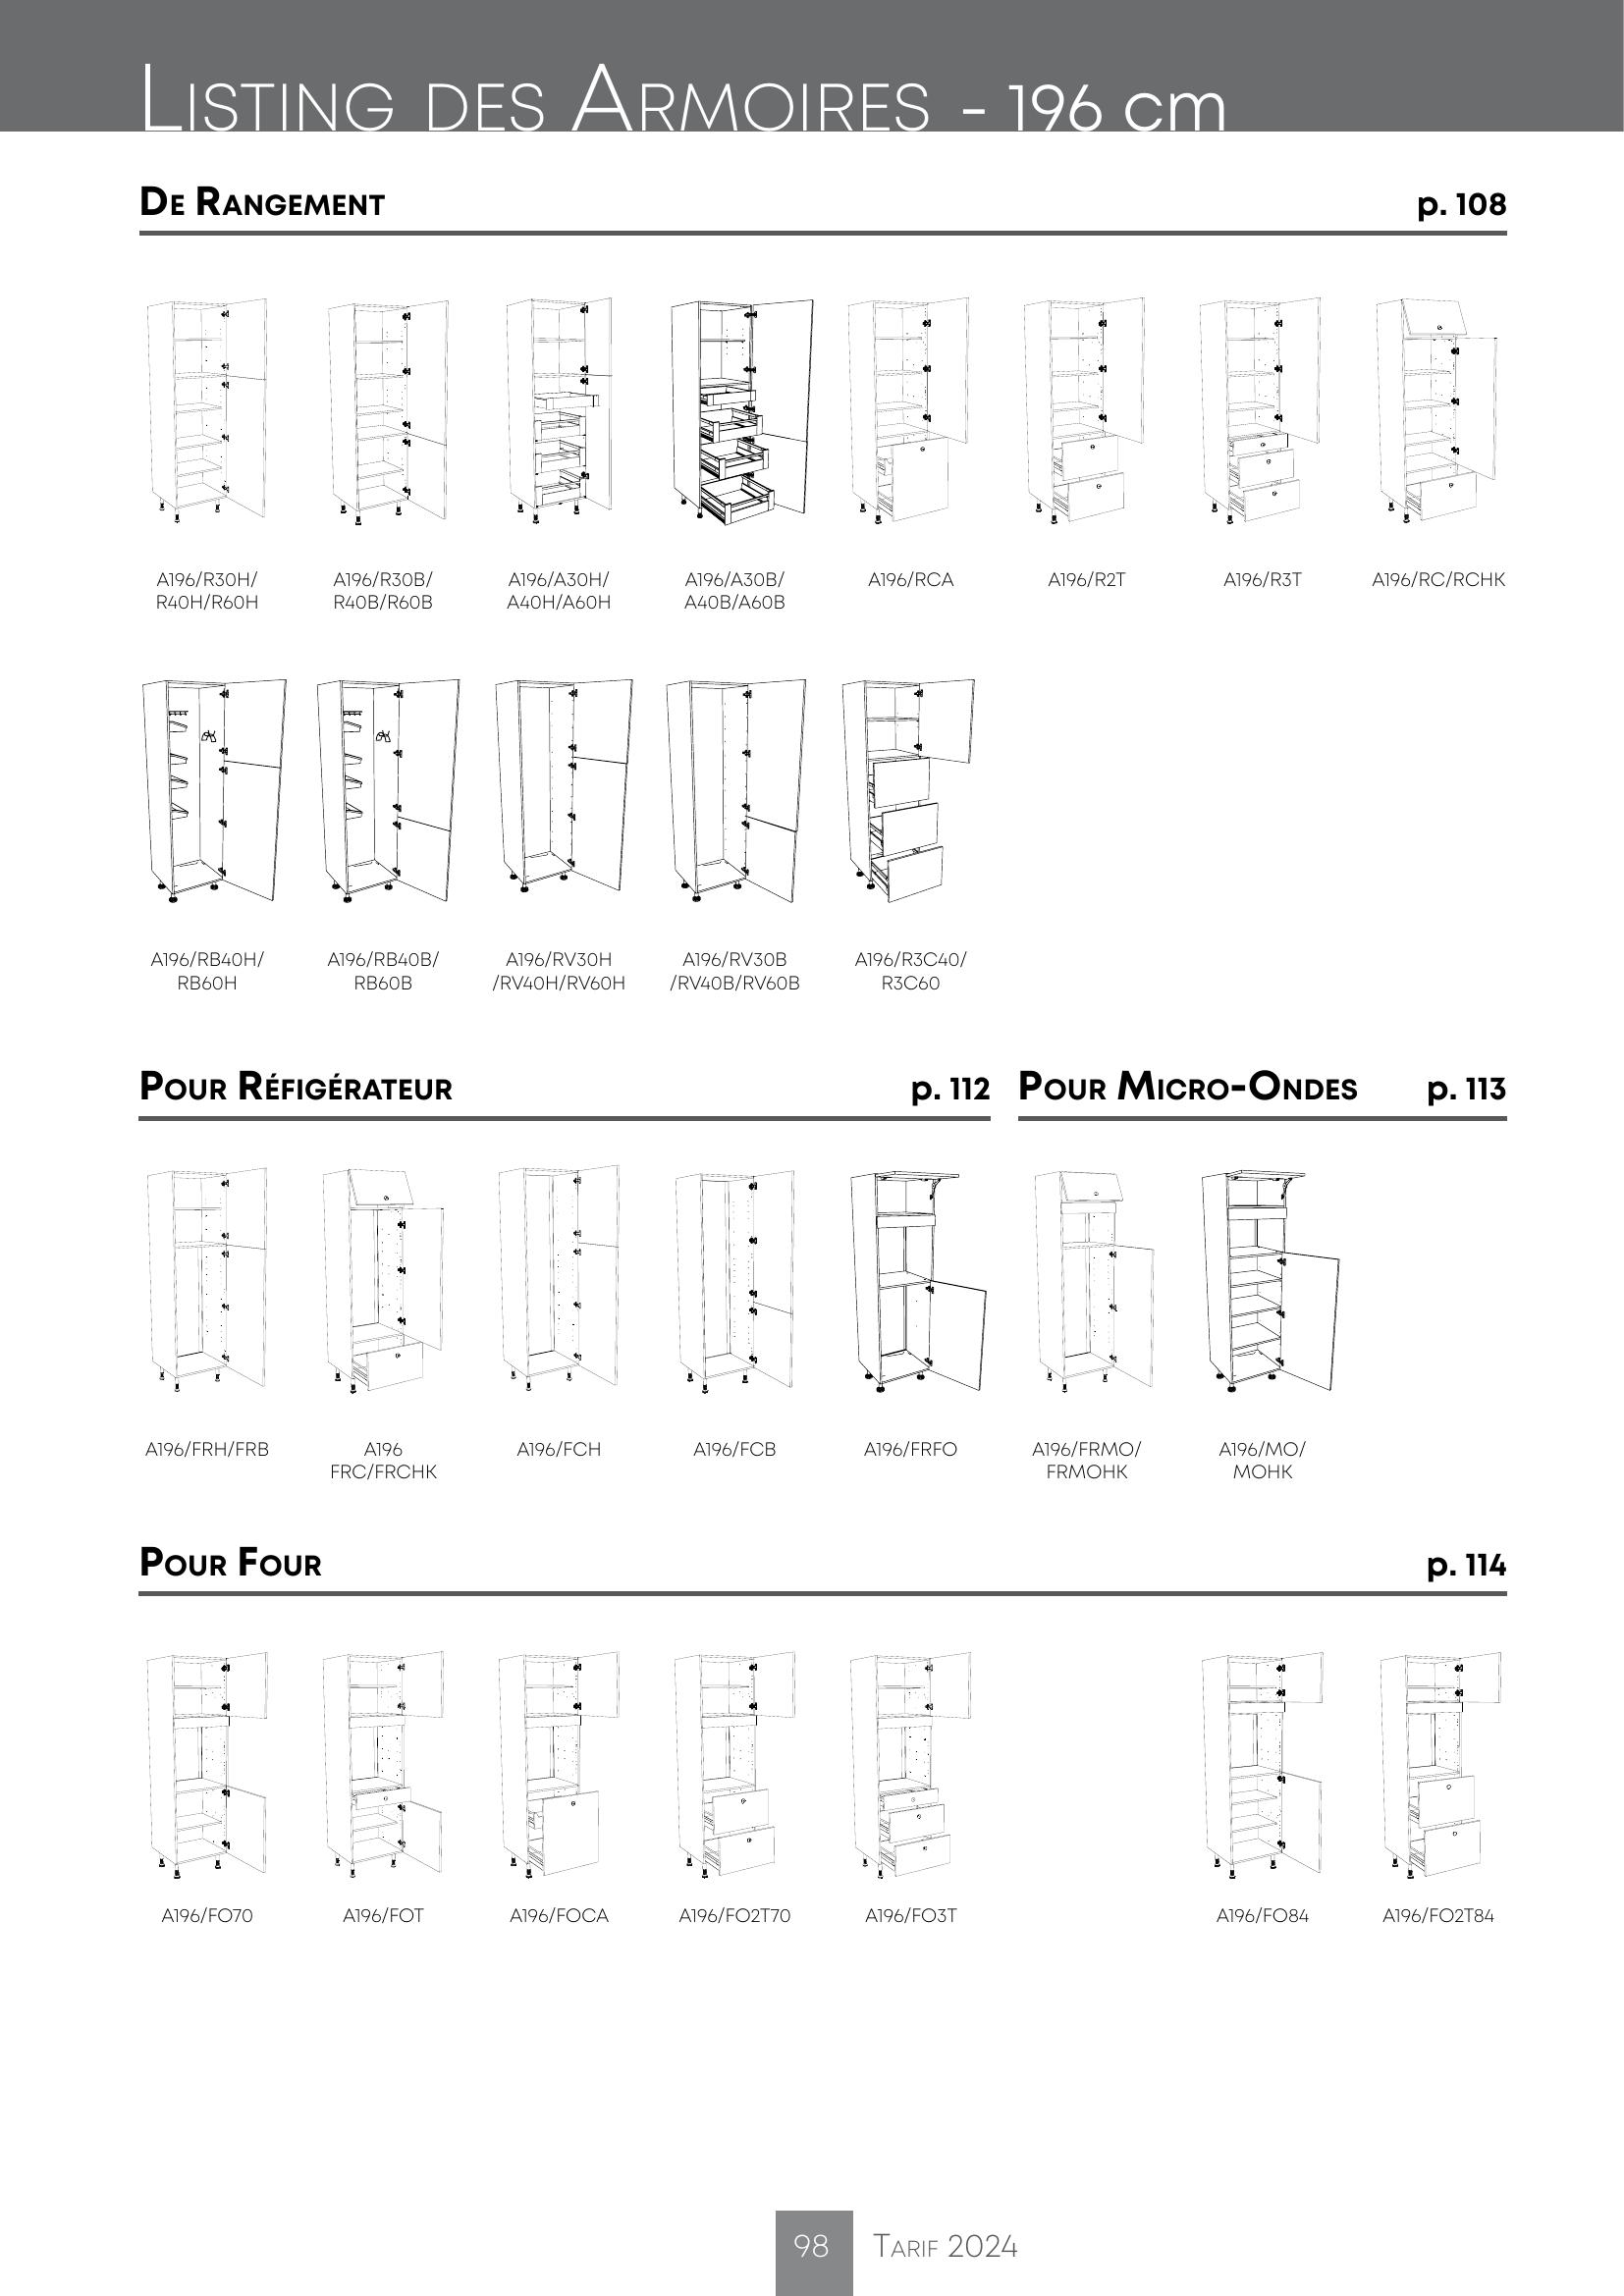 Listing des Armoires - 196 cm
De Rangement p. 108
A196/R30H/ A196/R30B/ A196/A30H/ A196/A30B/ A196/RCA A196/R2T A196/R3T A196/RC/RCHK
R40H/R60H R40B/R60B A40H/A60H A40B/A60B
A196/RB40H/ A196/RB40B/ A196/RV30H A196/RV30B A196/R3C40/
RB60H RB60B /RV40H/RV60H /RV40B/RV60B R3C60
Pour Réfigérateur p. 112 Pour Micro-Ondes p. 113
A196/FRH/FRB A196 A196/FCH A196/FCB A196/FRFO A196/FRMO/ A196/MO/
FRC/FRCHK FRMOHK MOHK
Pour Four p. 114
A196/FO70 A196/FOT A196/FOCA A196/FO2T70 A196/FO3T A196/FO84 A196/FO2T84
98 Tarif 2024